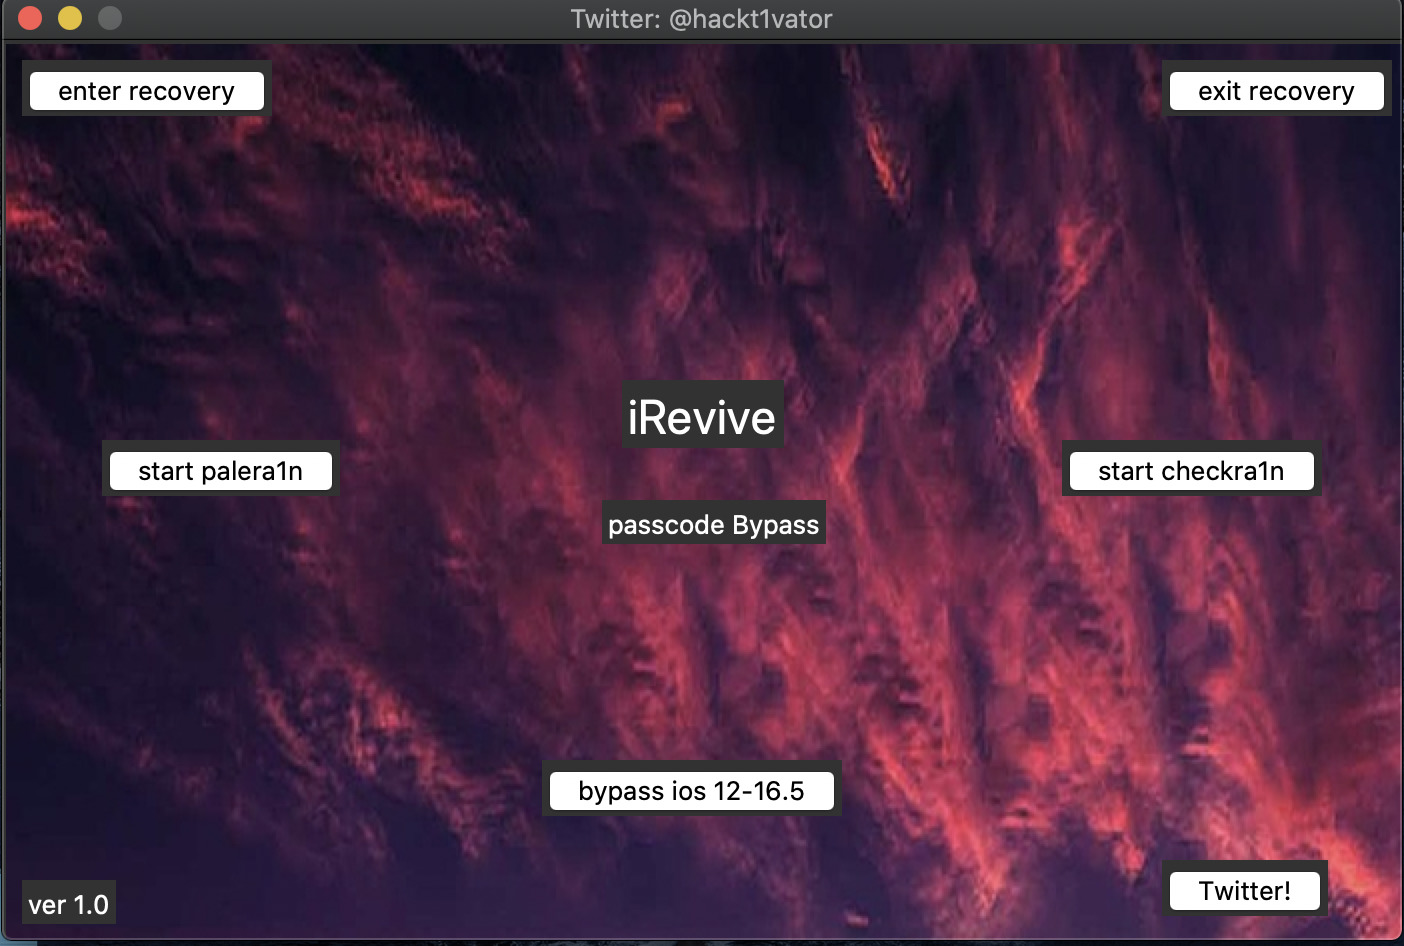 Twitter: @hackt1vator
enter recovery
exit recovery
iRevive
start palera1n
start checkra1n
passcode Bypass
bypass ios 12-16.5
Twitter!
ver 1.0